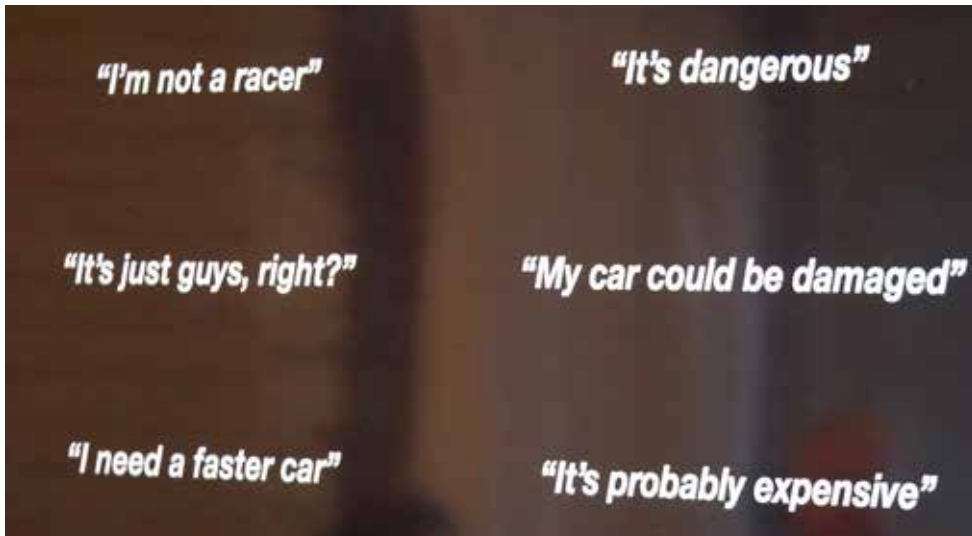 “I’m not a racer”
“It’s dangerous”
“It’s just guys, right?”
“My car could be damaged”
“I need a faster car”
“It’s probably expensive”